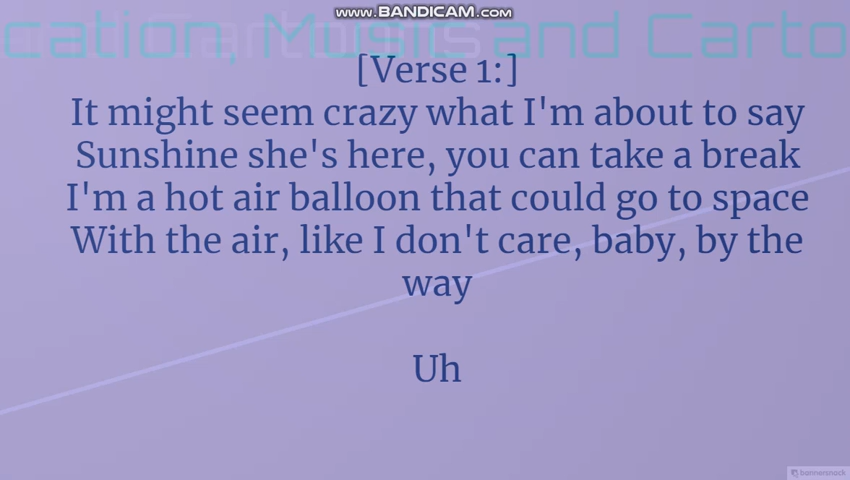 WWW.BANDICAM.COM
cation, Music and Carto
[Verse 1:]
It might seem crazy what I'm about to say
Sunshine she's here, you can take a break
I'm a hot air balloon that could go to space
With the air, like I don't care, baby, by the
way
Uh
bannersnack